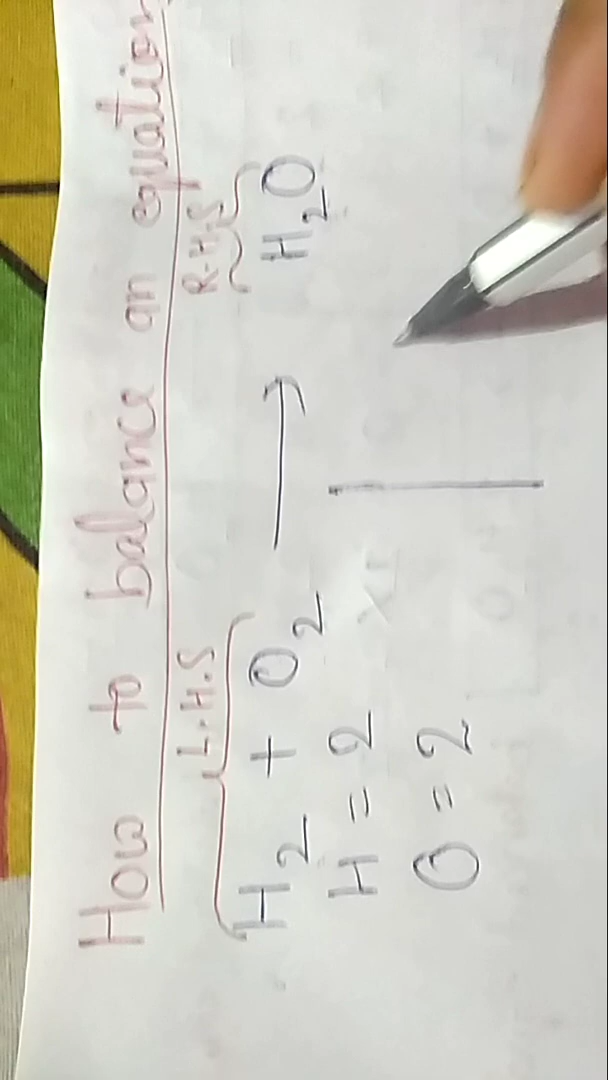 How to balance an equation
L.H.S R.H.S
H2 + O2 → H2O
H = 2
O = 2